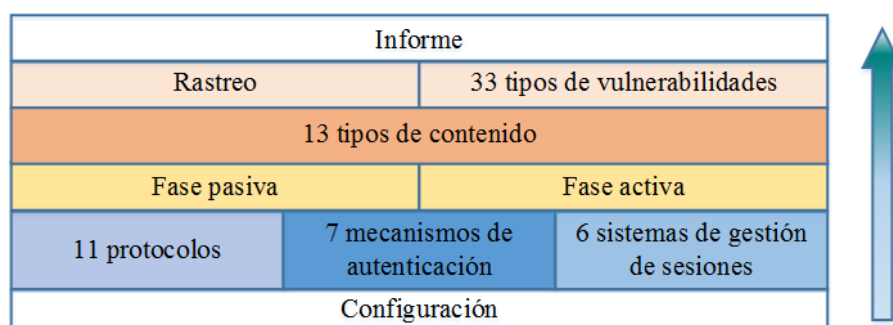 Informe
Rastreo
33 tipos de vulnerabilidades
13 tipos de contenido
Fase pasiva
Fase activa
11 protocolos
7 mecanismos de
autenticación
6 sistemas de gestión
de sesiones
Configuración